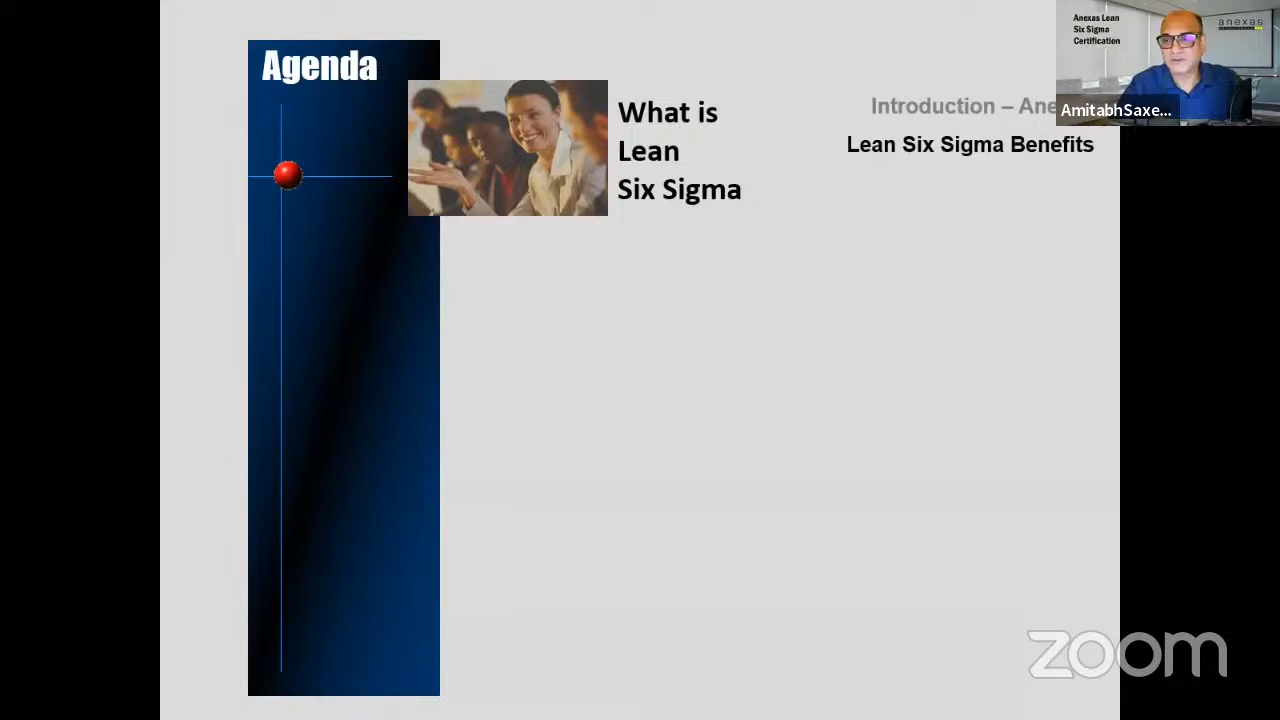 Agenda
What is
Lean
Six Sigma
Introduction – Ane
Lean Six Sigma Benefits
Anexas Lean
Six Sigma
Certification
anexas
AmitabhSaxe...
zoom